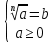 ⁿ√a = b
a ≥ 0